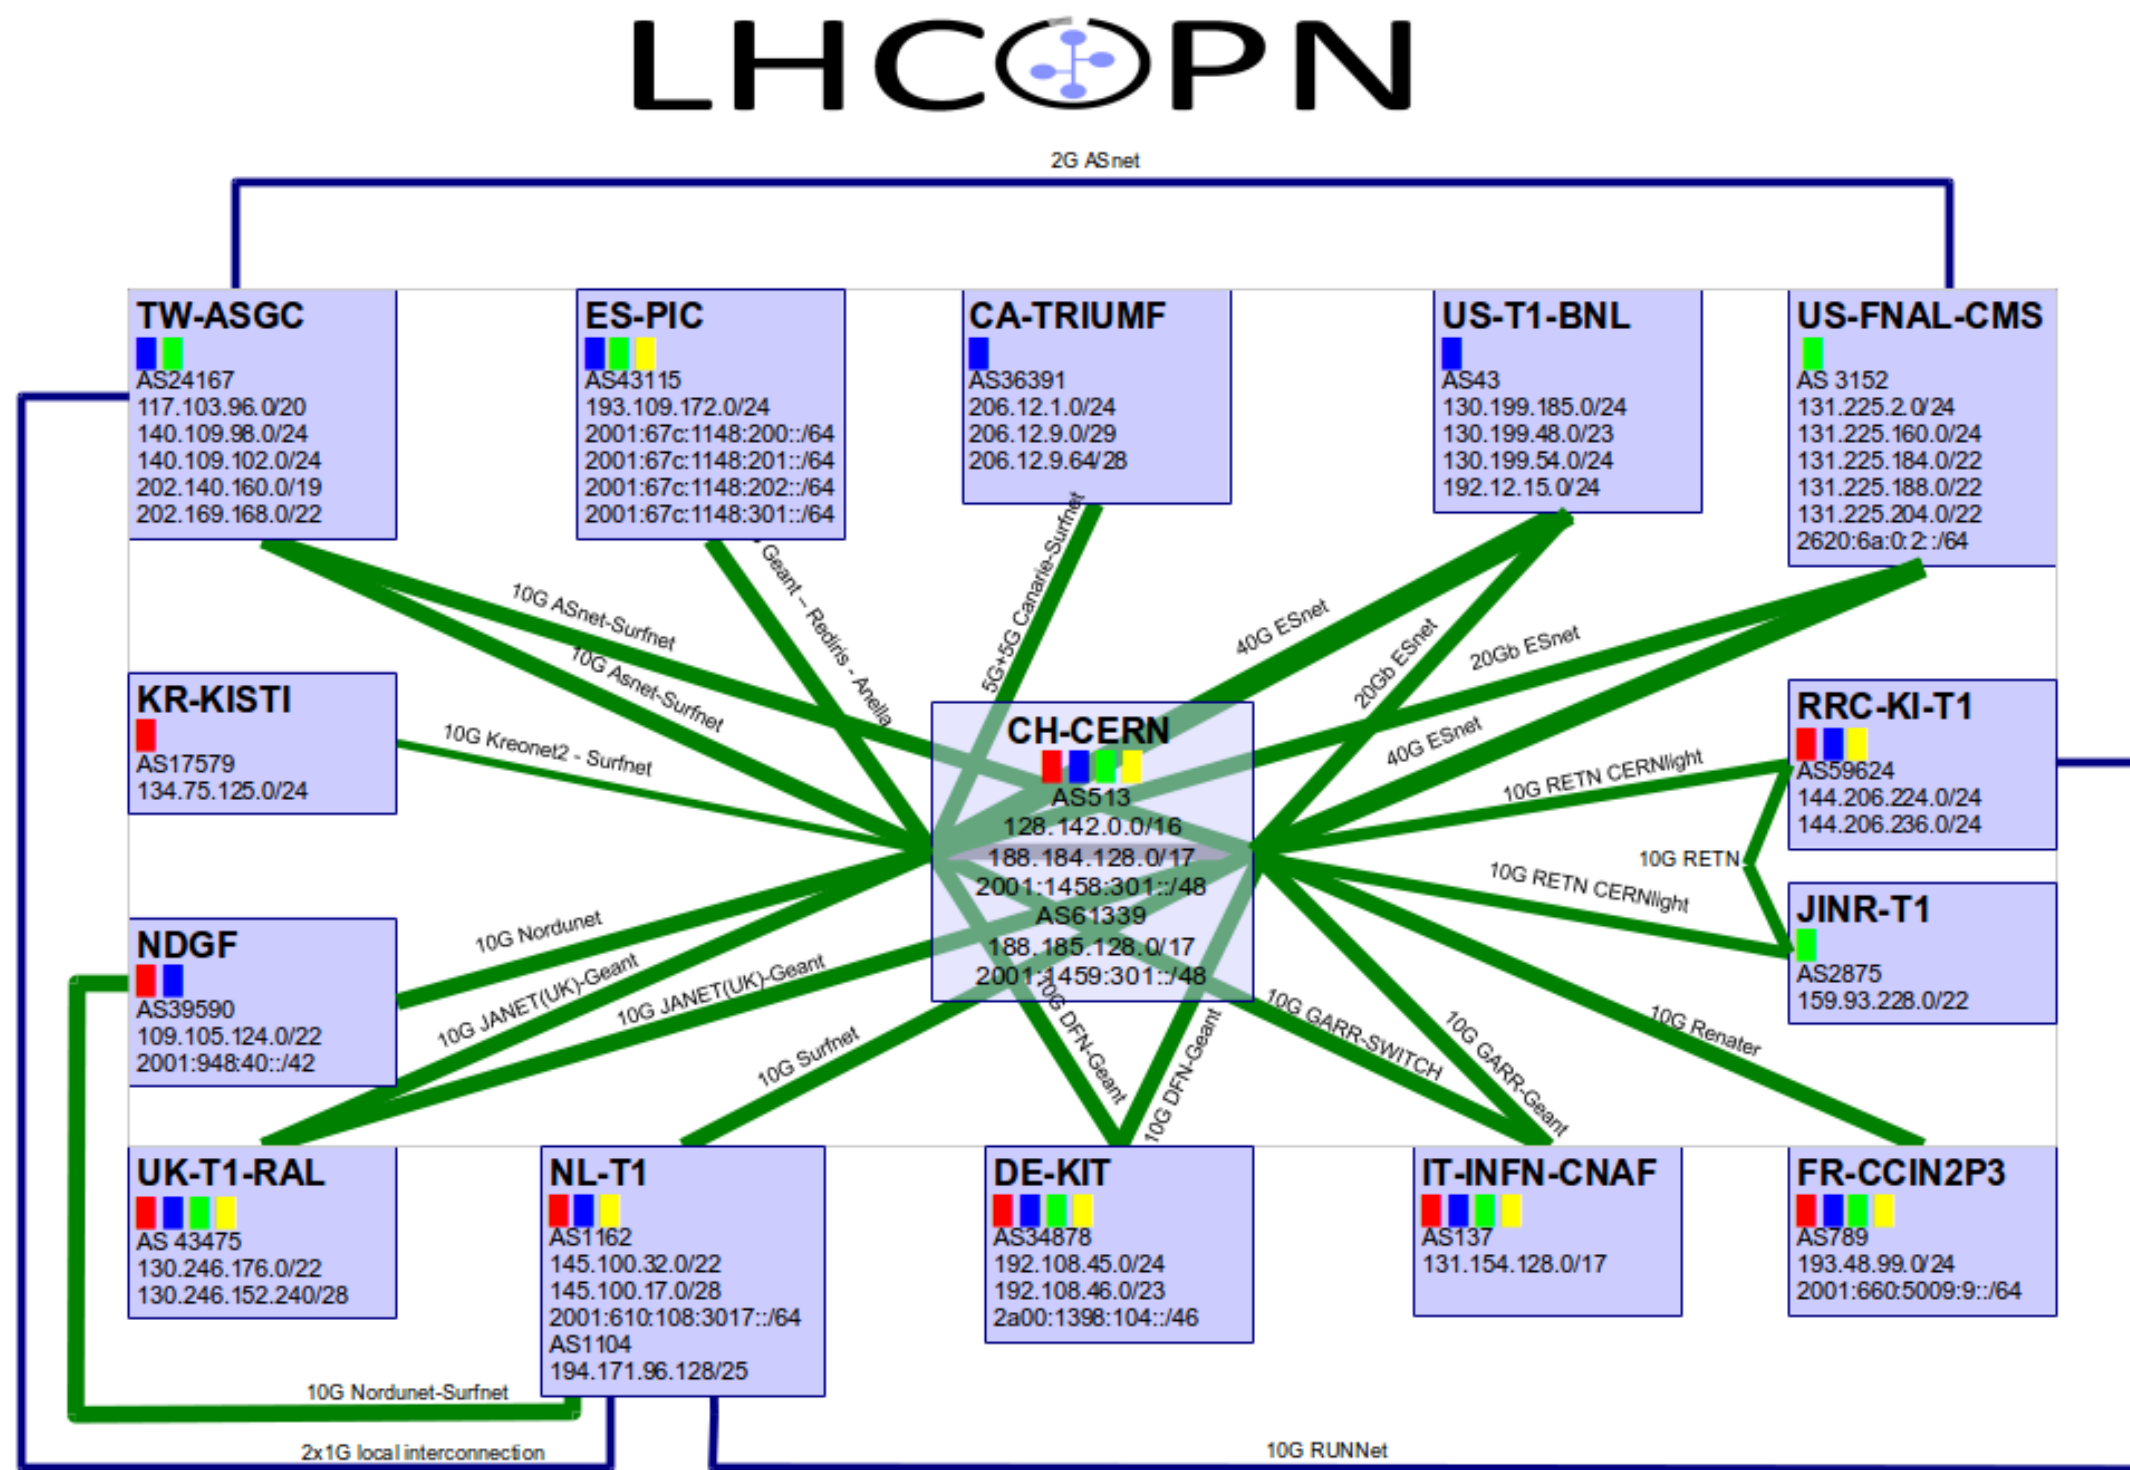 LHCOPN
2G ASnet
TW-ASGC
AS24167
117.103.96.0/20
140.109.98.0/24
140.109.102.0/24
202.140.160.0/19
202.169.168.0/22
ES-PIC
AS43115
193.109.172.0/24
2001:67c:1148:200::/64
2001:67c:1148:201::/64
2001:67c:1148:202::/64
2001:67c:1148:301::/64
CA-TRIUMF
AS36391
206.12.1.0/24
206.12.9.0/29
206.12.9.64/28
US-T1-BNL
AS43
130.199.185.0/24
130.199.48.0/23
130.199.54.0/24
192.12.15.0/24
US-FNAL-CMS
AS 3152
131.225.2.0/24
131.225.160.0/24
131.225.184.0/22
131.225.188.0/22
131.225.204.0/22
2620:6a:0:2::/64
10G ASnet-Surfnet
10G Asnet-Surfnet
Geant – Rediris - Anella
5G+5G Canarie-Surfnet
40G ESnet
20Gb ESnet
20Gb ESnet
40G ESnet
KR-KISTI
AS17579
134.75.125.0/24
10G Kreonet2 - Surfnet
CH-CERN
AS513
128.142.0.0/16
188.184.128.0/17
2001:1458:301::/48
AS61339
188.185.128.0/17
2001:1459:301::/48
10G RETN CERNlight
RRC-KI-T1
AS59624
144.206.224.0/24
144.206.236.0/24
10G RETN
10G RETN CERNlight
JINR-T1
AS2875
159.93.228.0/22
NDGF
AS39590
109.105.124.0/22
2001:948:40::/42
10G Nordunet
10G JANET(UK)-Geant
10G JANET(UK)-Geant
10G Surfnet
10G DFN-Geant
10G DFN-Geant
10G GARR-SWITCH
10G GARR-Geant
10G Renater
UK-T1-RAL
AS 43475
130.246.176.0/22
130.246.152.240/28
NL-T1
AS1162
145.100.32.0/22
145.100.17.0/28
2001:610:108:3017::/64
AS1104
194.171.96.128/25
DE-KIT
AS34878
192.108.45.0/24
192.108.46.0/23
2a00:1398:104::/46
IT-INFN-CNAF
AS137
131.154.128.0/17
FR-CCIN2P3
AS789
193.48.99.0/24
2001:660:5009:9::/64
10G Nordunet-Surfnet
2x1G local interconnection
10G RUNNet